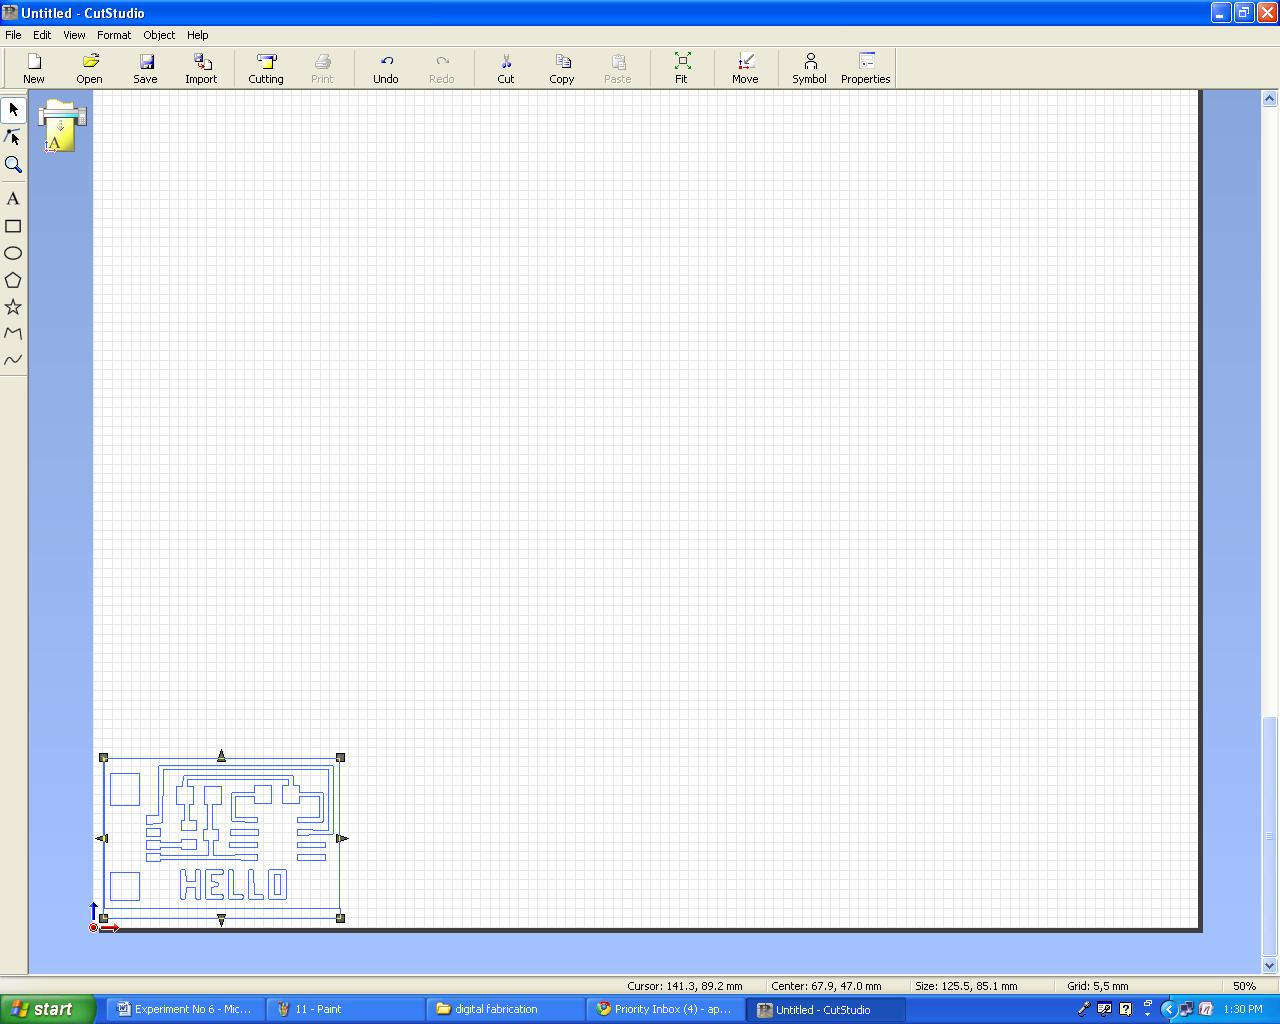 Untitled - CutStudio
File Edit View Format Object Help
New Open Save Import Cutting Print Undo Redo Cut Copy Paste Fit Move Symbol Properties
A
A
HELLO
Cursor: 141.3, 89.2 mm Center: 67.9, 47.0 mm Size: 125.5, 85.1 mm Grid: 5,5 mm 50%
start Experiment No 6 - Mic... 11 - Paint digital fabrication Priority Inbox (4) - ap... Untitled - CutStudio 1:30 PM